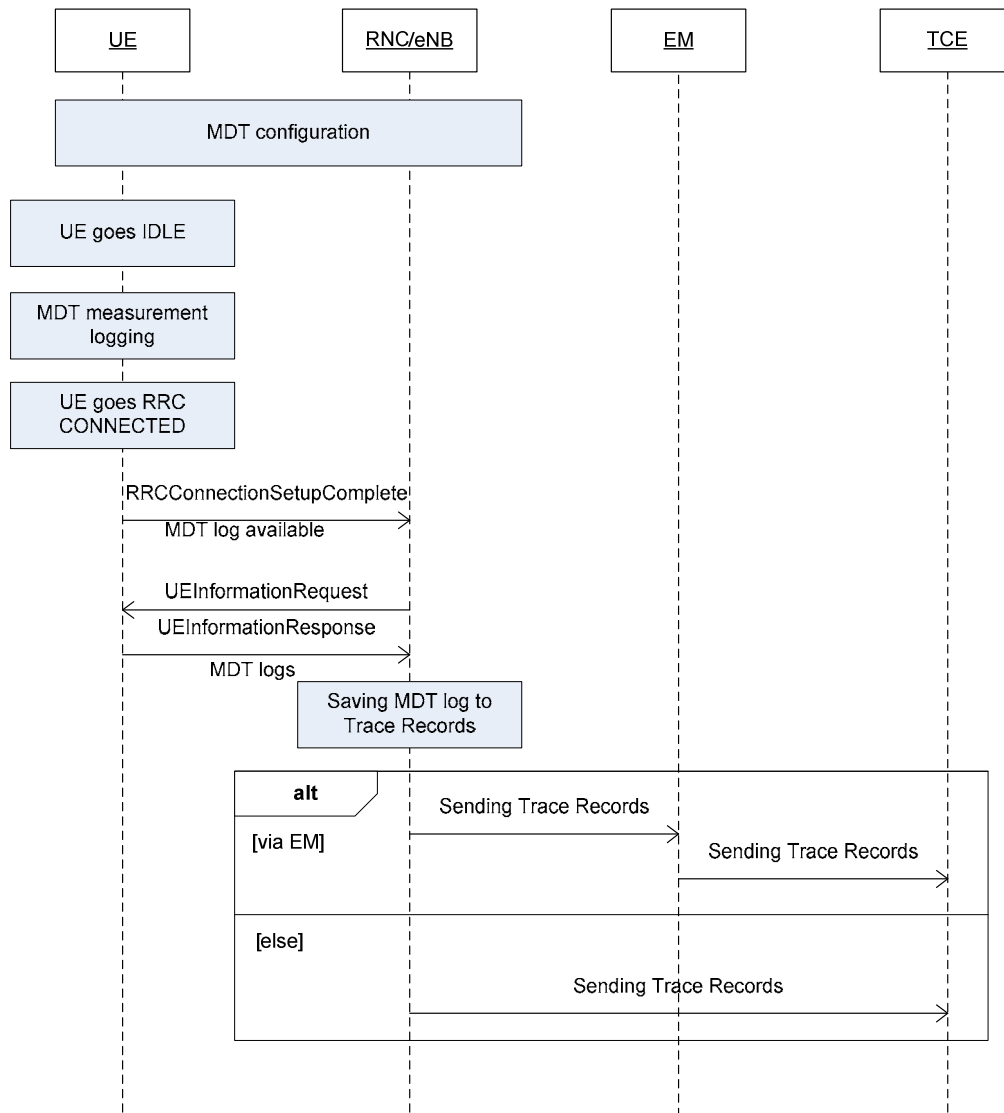 UE
RNC/eNB
EM
TCE
MDT configuration
UE goes IDLE
MDT measurement
logging
UE goes RRC
CONNECTED
RRCConnectionSetupComplete
MDT log available
UEInformationRequest
UEInformationResponse
MDT logs
Saving MDT log to
Trace Records
alt
Sending Trace Records
[via EM]
Sending Trace Records
[else]
Sending Trace Records